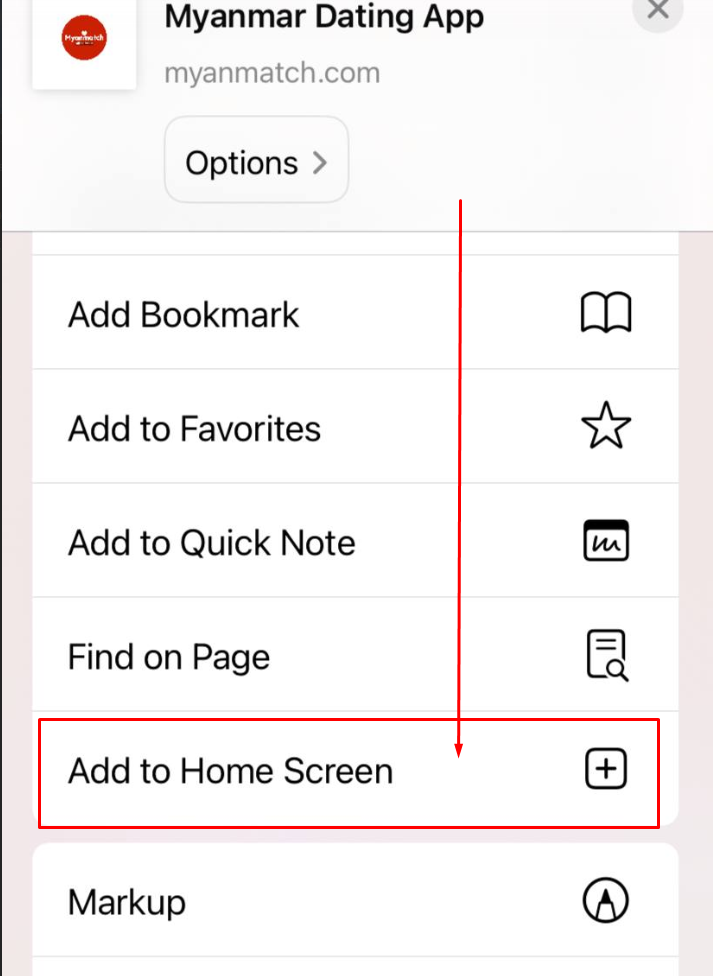 Myanmar Dating App
Myanmatch
myanmatch.com
Options
Add Bookmark
Add to Favorites
Add to Quick Note
Find on Page
Add to Home Screen
Markup